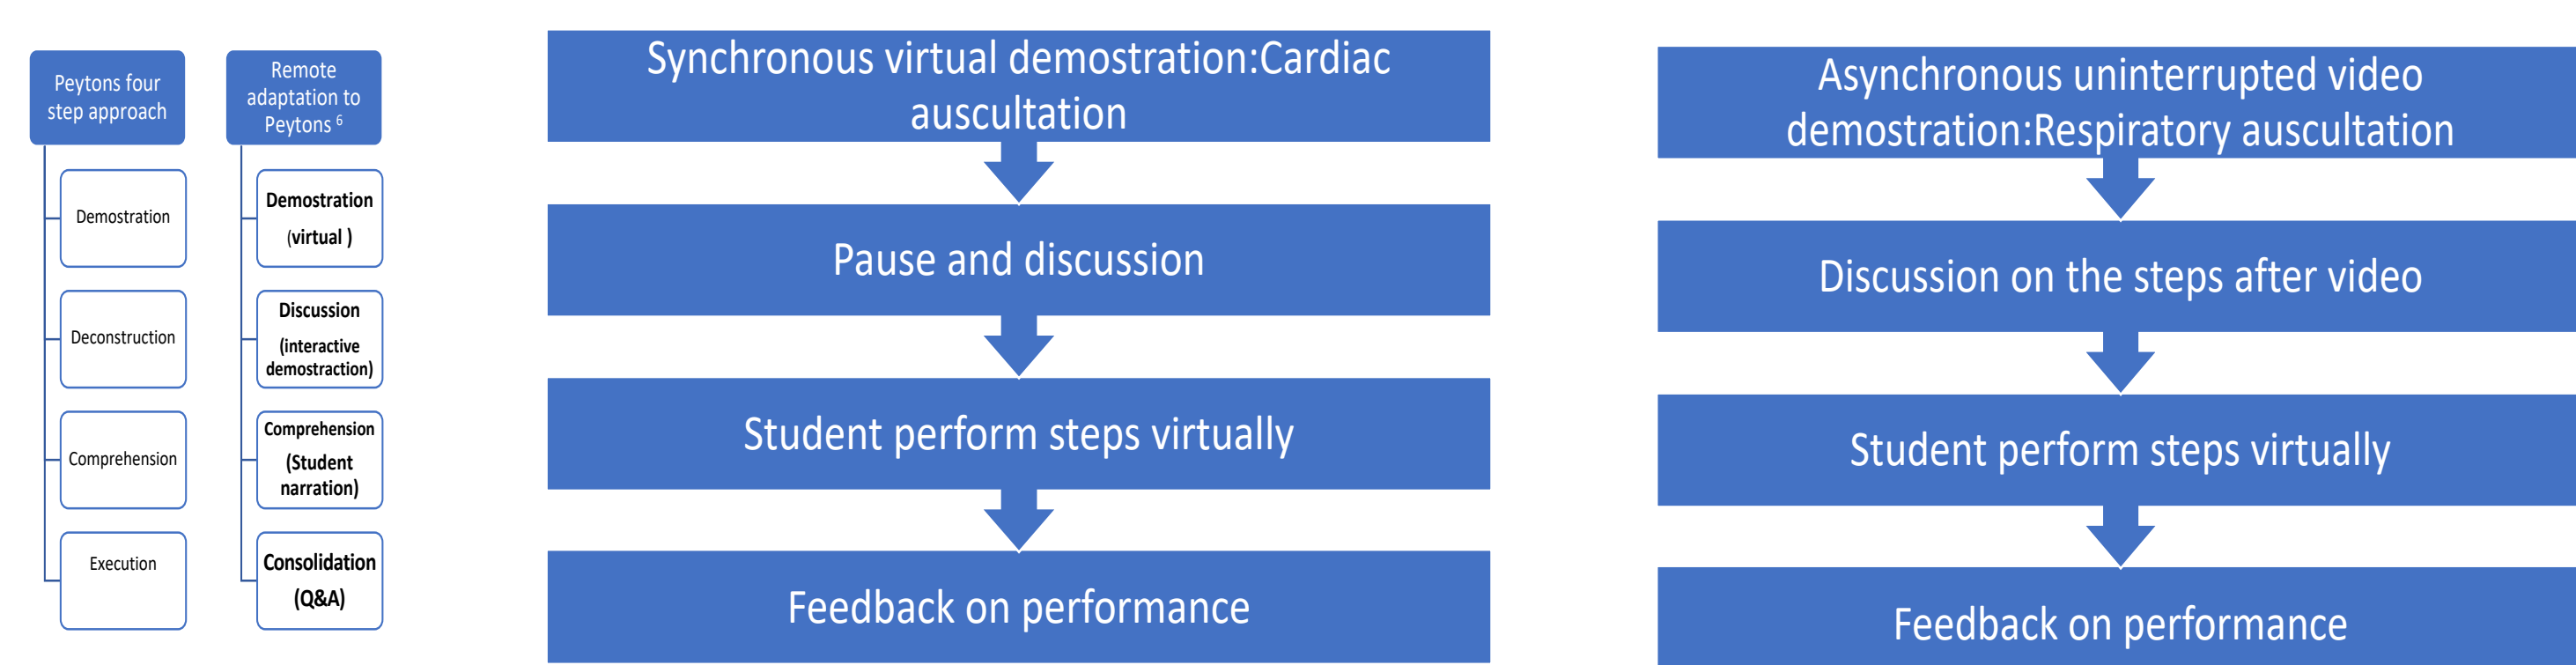 Peytons four
step approach
Demostration
Deconstruction
Comprehension
Execution
Remote
adaptation to
Peytons 6
Demostration
(virtual )
Discussion
(interactive
demostraction)
Comprehension
(Student
narration)
Consolidation
(Q&A)
Synchronous virtual demostration:Cardiac
auscultation
Pause and discussion
Student perform steps virtually
Feedback on performance
Asynchronous uninterrupted video
demostration:Respiratory auscultation
Discussion on the steps after video
Student perform steps virtually
Feedback on performance